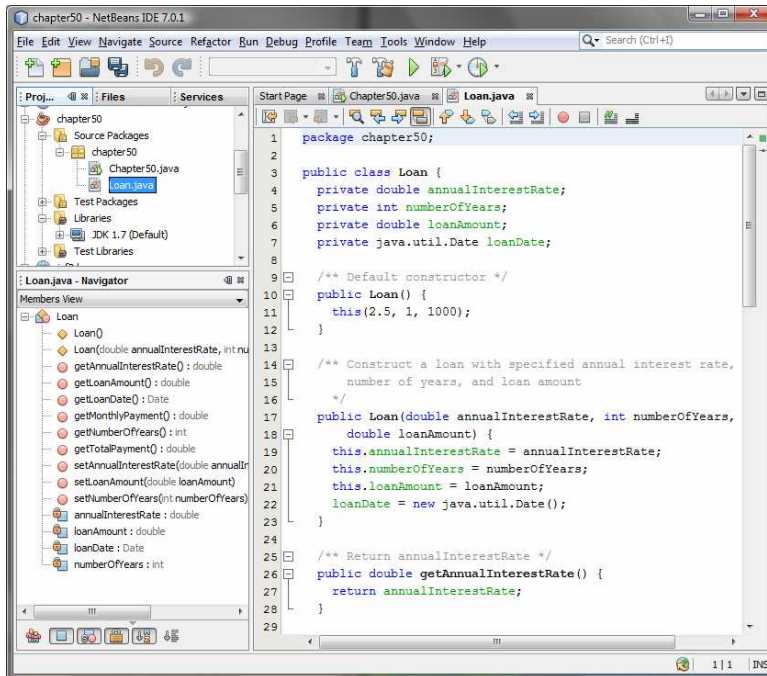 chapter50 - NetBeans IDE 7.0.1
File Edit View Navigate Source Refactor Run Debug Profile Team Tools Window Help
Search (Ctrl+I)
Proj... Files Services
chapter50
Source Packages
chapter50
Chapter50.java
Loan.java
Test Packages
Libraries
JDK 1.7 (Default)
Test Libraries
Loan.java - Navigator
Members View
Loan
Loan()
Loan(double annualInterestRate, int nu
getAnnualInterestRate() : double
getLoanAmount() : double
getLoanDate() : Date
getMonthlyPayment() : double
getNumberOfYears() : int
getTotalPayment() : double
setAnnualInterestRate(double annualIr
setLoanAmount(double loanAmount)
setNumberOfYears(int numberOfYears)
annualInterestRate : double
loanAmount : double
loanDate : Date
numberOfYears : int
Start Page Chapter50.java Loan.java
1 package chapter50;
2
3 public class Loan {
4 private double annualInterestRate;
5 private int numberOfYears;
6 private double loanAmount;
7 private java.util.Date loanDate;
8
9 /** Default constructor */
10 public Loan() {
11 this(2.5, 1, 1000);
12 }
13
14 /** Construct a loan with specified annual interest rate,
15 number of years, and loan amount
16 */
17 public Loan(double annualInterestRate, int numberOfYears,
18 double loanAmount) {
19 this.annualInterestRate = annualInterestRate;
20 this.numberOfYears = numberOfYears;
21 this.loanAmount = loanAmount;
22 loanDate = new java.util.Date();
23 }
24
25 /** Return annualInterestRate */
26 public double getAnnualInterestRate() {
27 return annualInterestRate;
28 }
29
1|1 INS